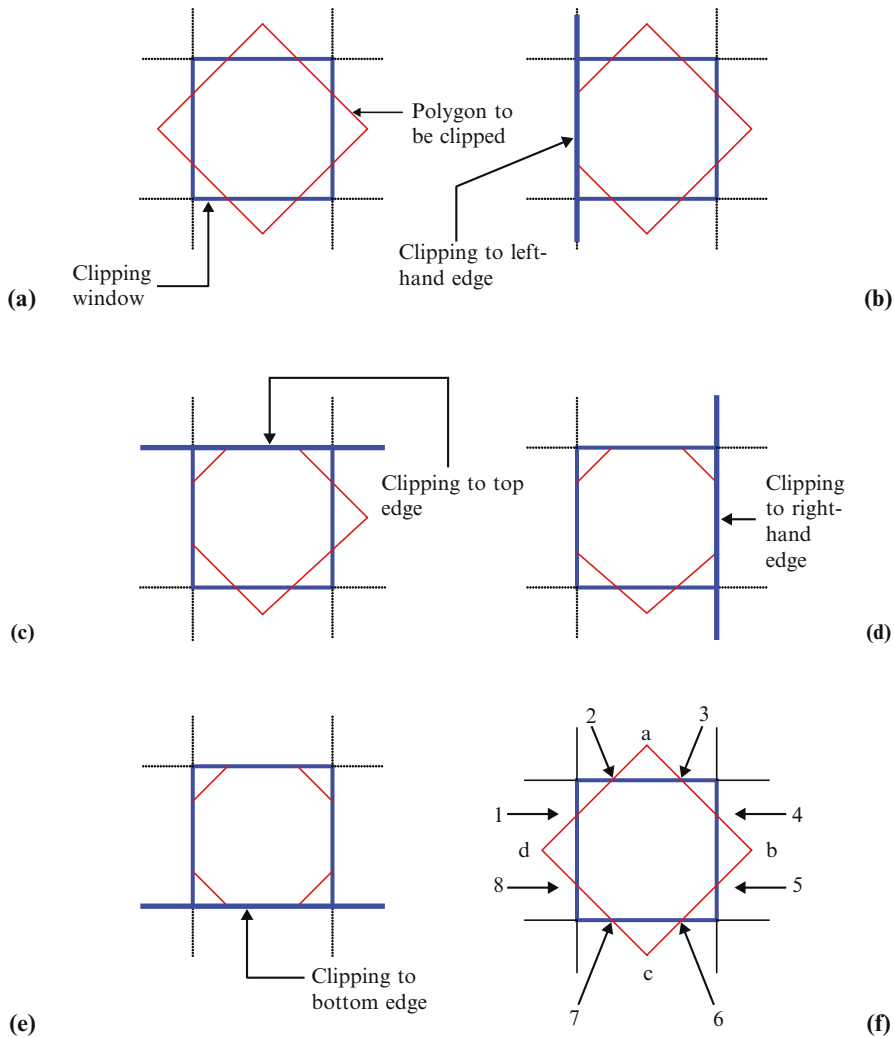 Polygon to
be clipped
Clipping
window
(a)
Clipping to left-
hand edge
(b)
Clipping to top
edge
(c)
Clipping
to right-
hand
edge
(d)
Clipping to
bottom edge
(e)
2
a
3
1
4
d
b
8
5
c
7
6
(f)